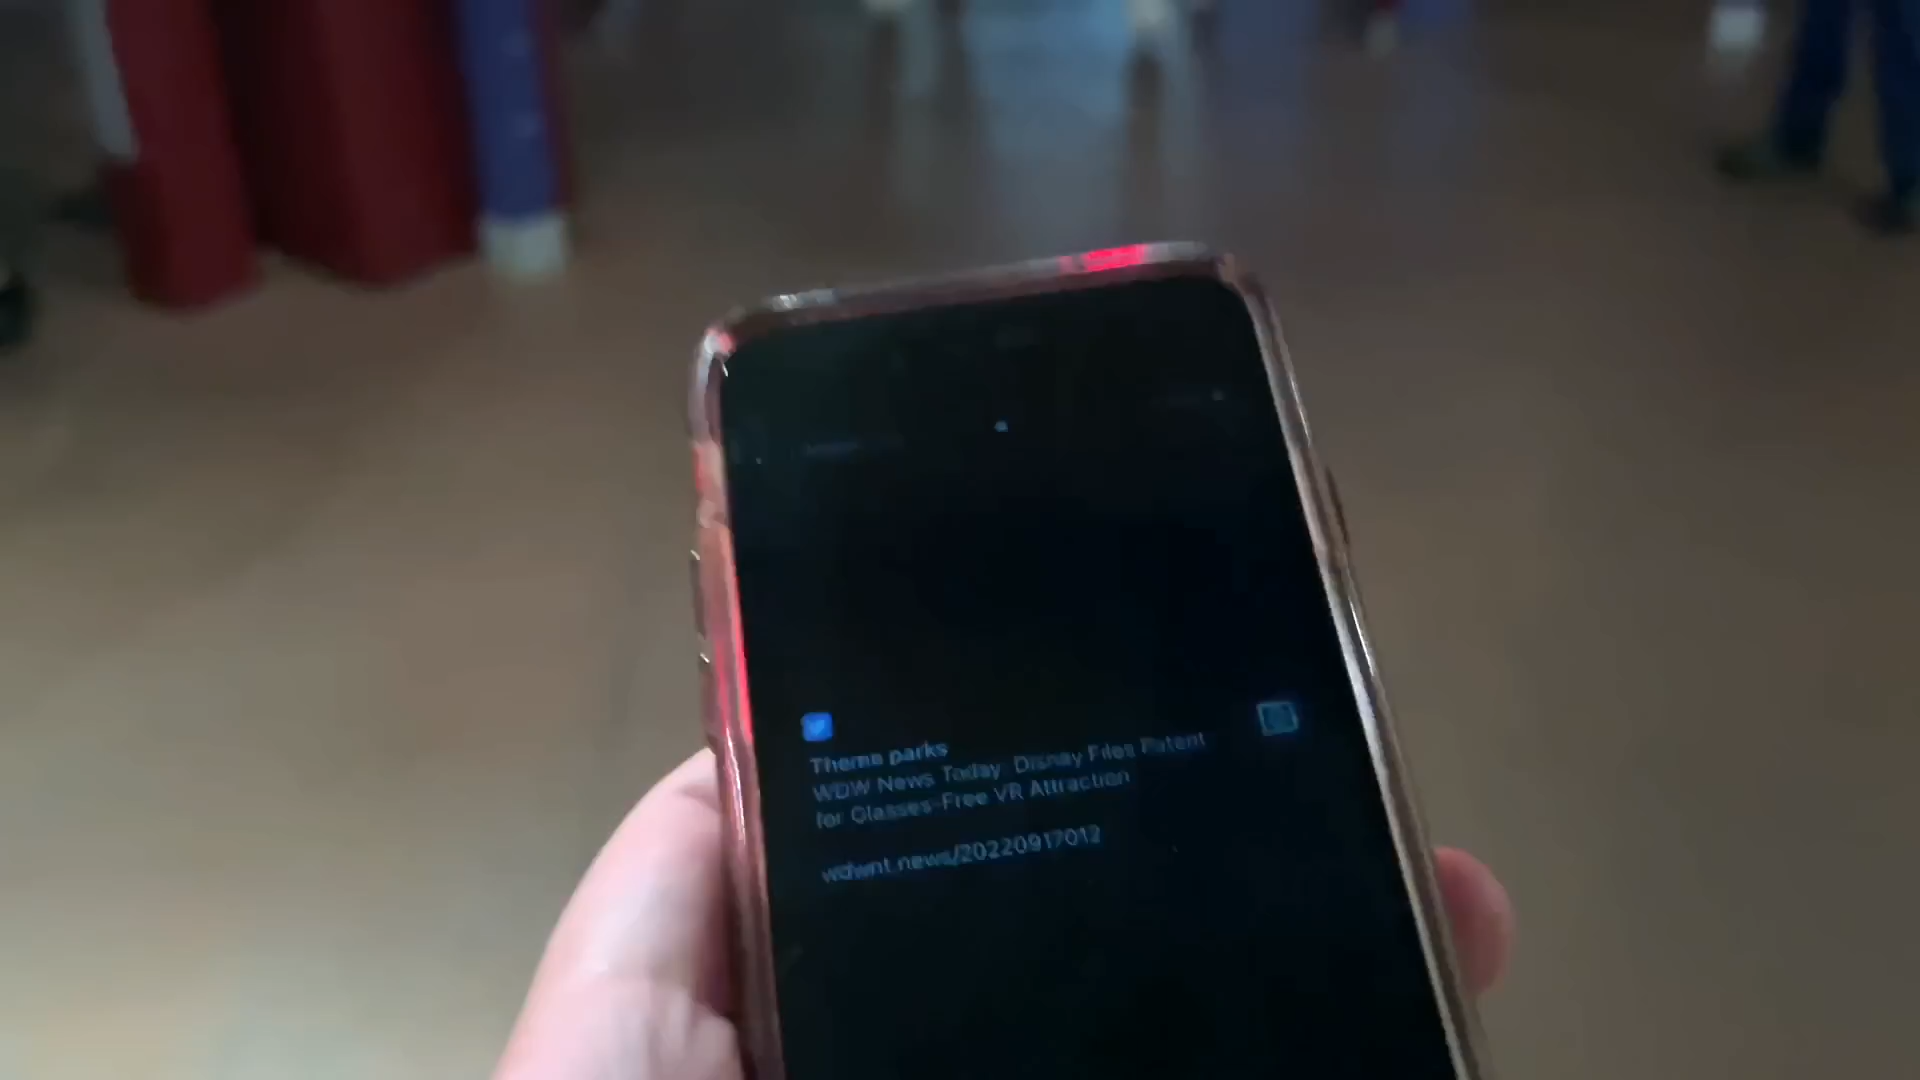 Theme parks
WDW News Today: Disney Files Patent
for Glasses-Free VR Attraction
wdwnt.news/20220917012